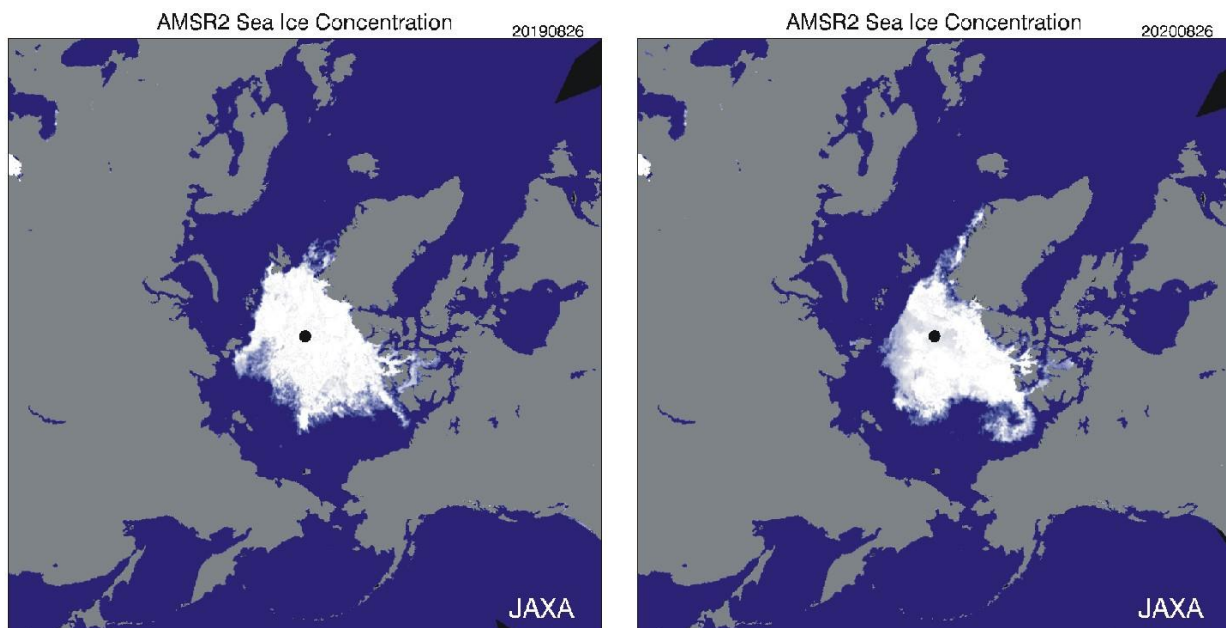 AMSR2 Sea Ice Concentration 20190826
JAXA
AMSR2 Sea Ice Concentration 20200826
JAXA